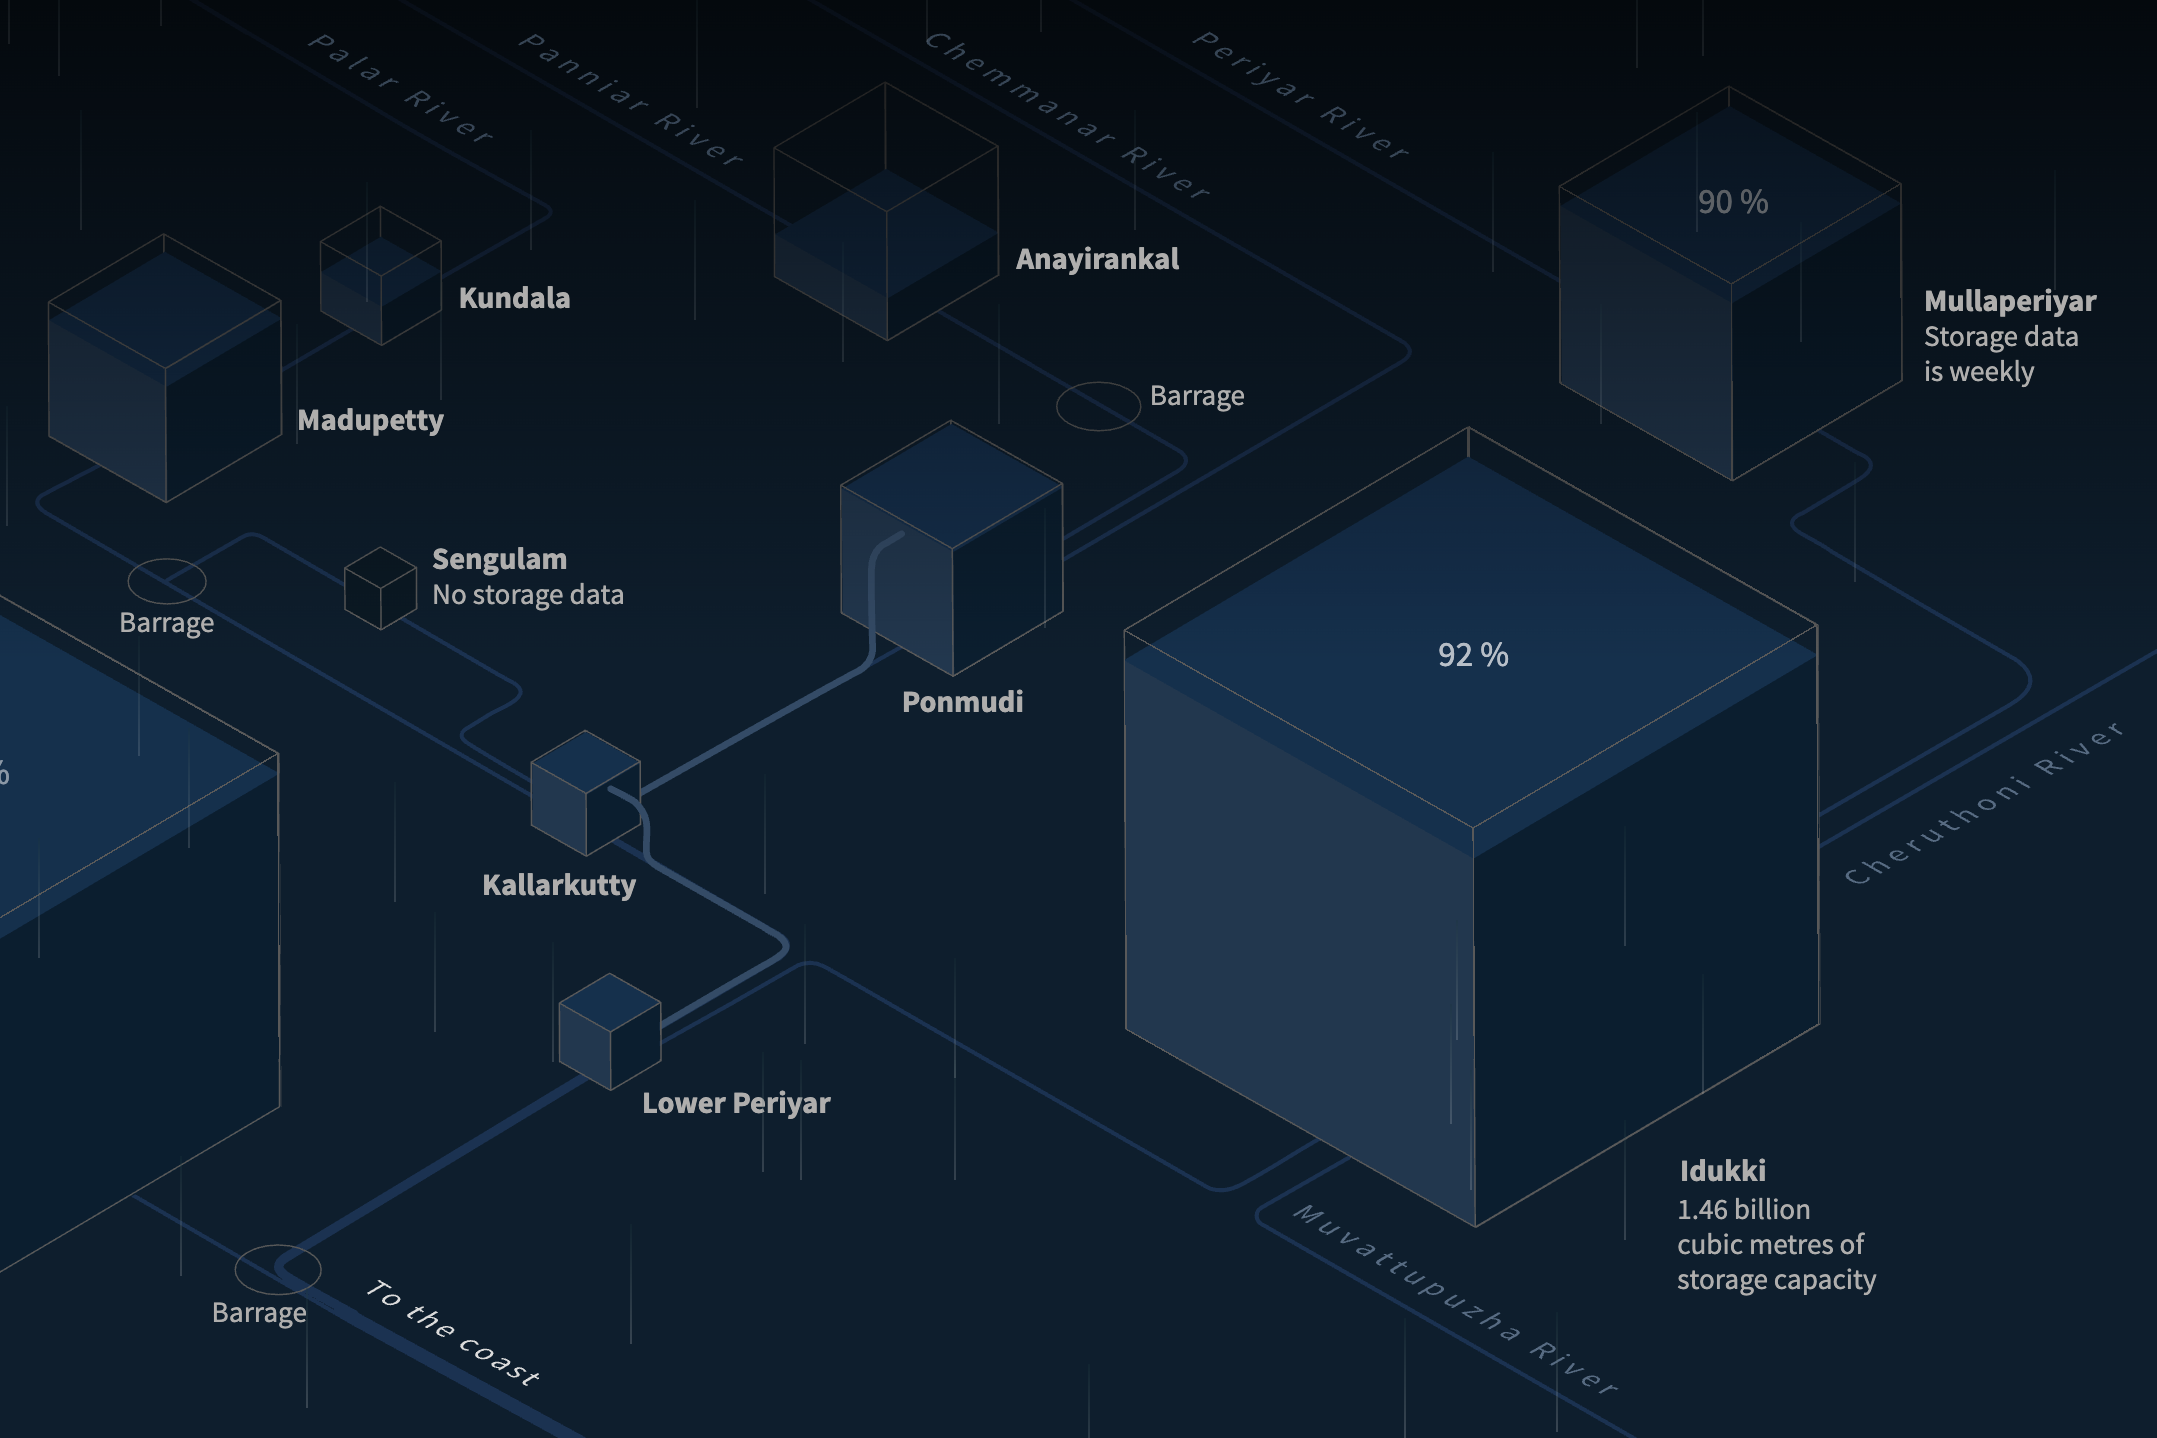 Palar River
Panniar River
Chemmanar River
Periyar River
90 %
Anayirankal
Kundala
Mullaperiyar
Storage data
is weekly
Barrage
Madupetty
Sengulam
No storage data
Barrage
92 %
Ponmudi
%
Cheruthoni River
Kallarkutty
Lower Periyar
Idukki
1.46 billion
cubic metres of
storage capacity
Muvattupuzha River
Barrage
To the coast